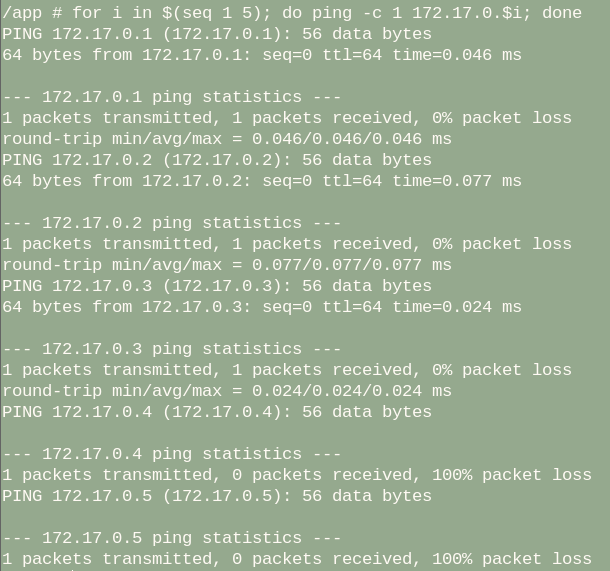 /app # for i in $(seq 1 5); do ping -c 1 172.17.0.$i; done
PING 172.17.0.1 (172.17.0.1): 56 data bytes
64 bytes from 172.17.0.1: seq=0 ttl=64 time=0.046 ms
--- 172.17.0.1 ping statistics ---
1 packets transmitted, 1 packets received, 0% packet loss
round-trip min/avg/max = 0.046/0.046/0.046 ms
PING 172.17.0.2 (172.17.0.2): 56 data bytes
64 bytes from 172.17.0.2: seq=0 ttl=64 time=0.077 ms
--- 172.17.0.2 ping statistics ---
1 packets transmitted, 1 packets received, 0% packet loss
round-trip min/avg/max = 0.077/0.077/0.077 ms
PING 172.17.0.3 (172.17.0.3): 56 data bytes
64 bytes from 172.17.0.3: seq=0 ttl=64 time=0.024 ms
--- 172.17.0.3 ping statistics ---
1 packets transmitted, 1 packets received, 0% packet loss
round-trip min/avg/max = 0.024/0.024/0.024 ms
PING 172.17.0.4 (172.17.0.4): 56 data bytes
--- 172.17.0.4 ping statistics ---
1 packets transmitted, 0 packets received, 100% packet loss
PING 172.17.0.5 (172.17.0.5): 56 data bytes
--- 172.17.0.5 ping statistics ---
1 packets transmitted, 0 packets received, 100% packet loss